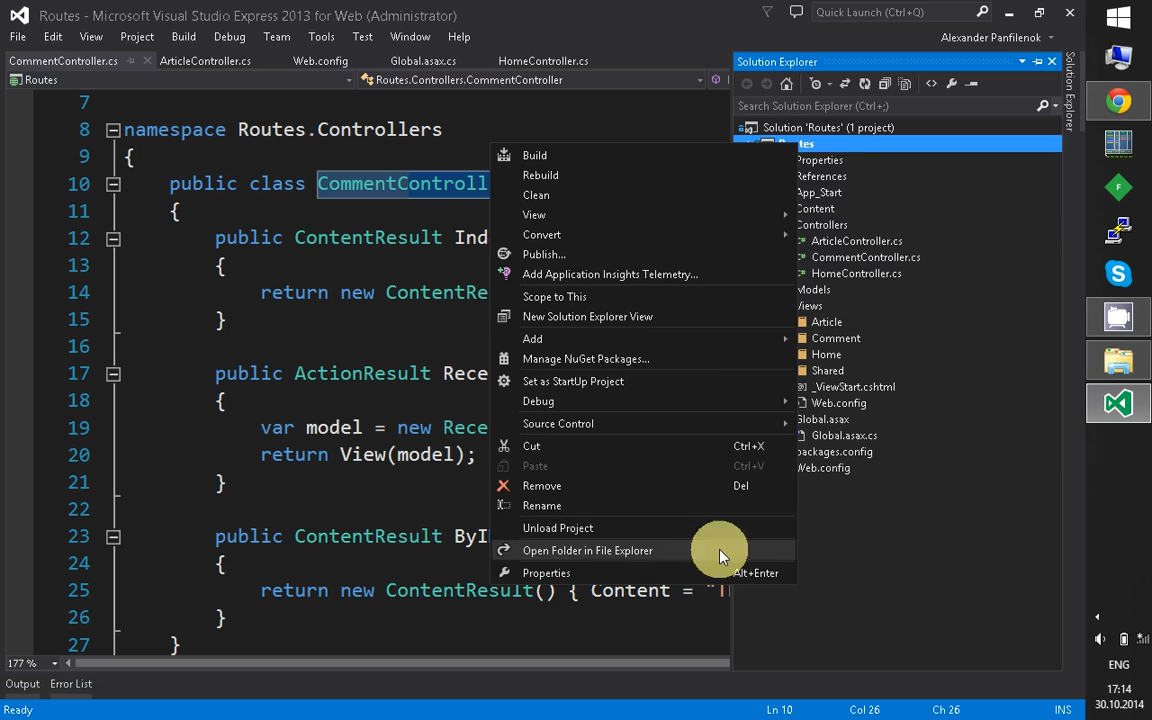 Routes - Microsoft Visual Studio Express 2013 for Web (Administrator)
Quick Launch (Ctrl+Q)
File Edit View Project Build Debug Team Tools Test Window Help
Alexander Panfilenok
CommentController.cs ArticleController.cs Web.config Global.asax.cs HomeController.cs
Routes Routes.Controllers.CommentController
7
8 namespace Routes.Controllers
9 {
10 public class CommentControll
11 {
12 public ContentResult Ind
13 {
14 return new ContentRe
15 }
16
17 public ActionResult Rece
18 {
19 var model = new Rece
20 return View(model);
21 }
22
23 public ContentResult ByI
24 {
25 return new ContentResult() { Content = "Tl
26 }
27 }
177 %
Output Error List
Ready
Ln 10 Col 26 Ch 26 INS
Build
Rebuild
Clean
View
Convert
Publish...
Add Application Insights Telemetry...
Scope to This
New Solution Explorer View
Add
Manage NuGet Packages...
Set as StartUp Project
Debug
Source Control
Cut Ctrl+X
Paste Ctrl+V
Remove Del
Rename
Unload Project
Open Folder in File Explorer
Properties Alt+Enter
Solution Explorer
Search Solution Explorer (Ctrl+;)
Solution 'Routes' (1 project)
tes
Properties
References
App_Start
Content
Controllers
C# ArticleController.cs
C# CommentController.cs
C# HomeController.cs
Models
Views
Article
Comment
Home
Shared
_ViewStart.cshtml
Web.config
Global.asax
Global.asax.cs
packages.config
Web.config
Solution Explorer
F
ENG
17:14
30.10.2014